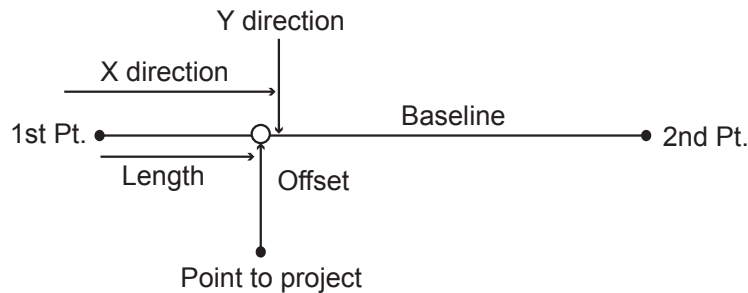 Y direction
X direction
Baseline
1st Pt.
2nd Pt.
Length
Offset
Point to project